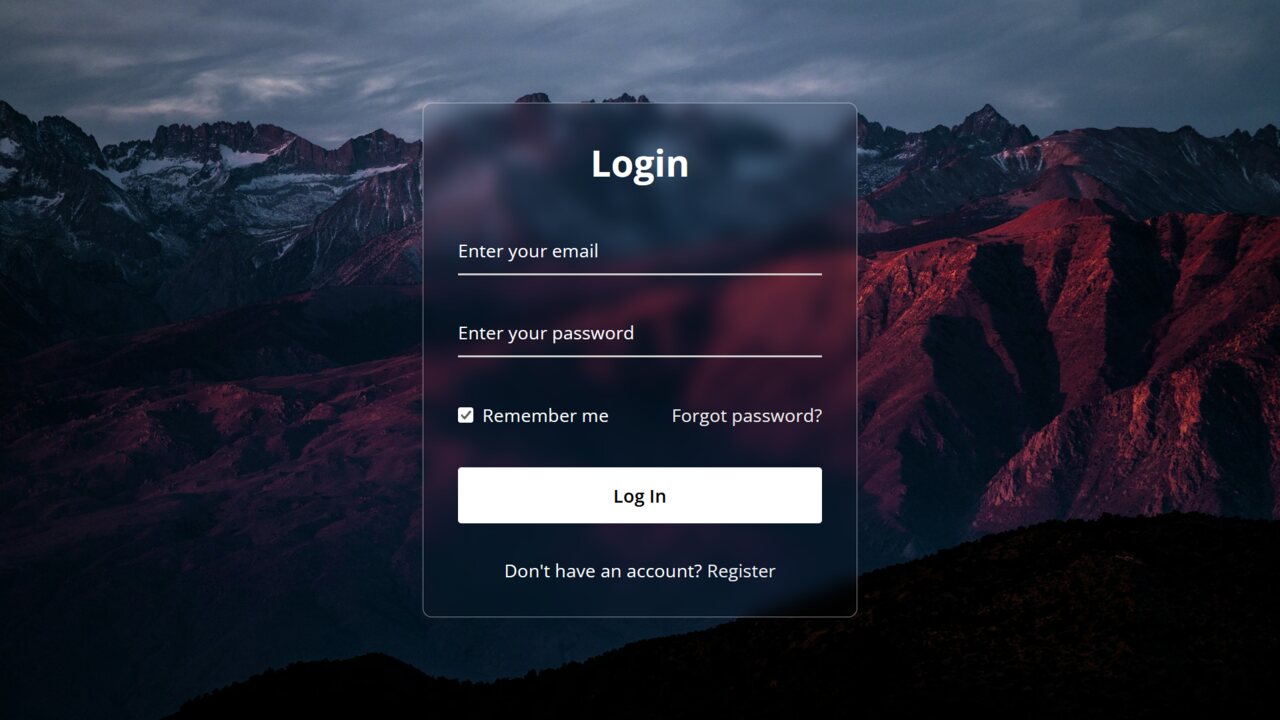 Login
Enter your email
Enter your password
Remember me Forgot password?
Log In
Don't have an account? Register